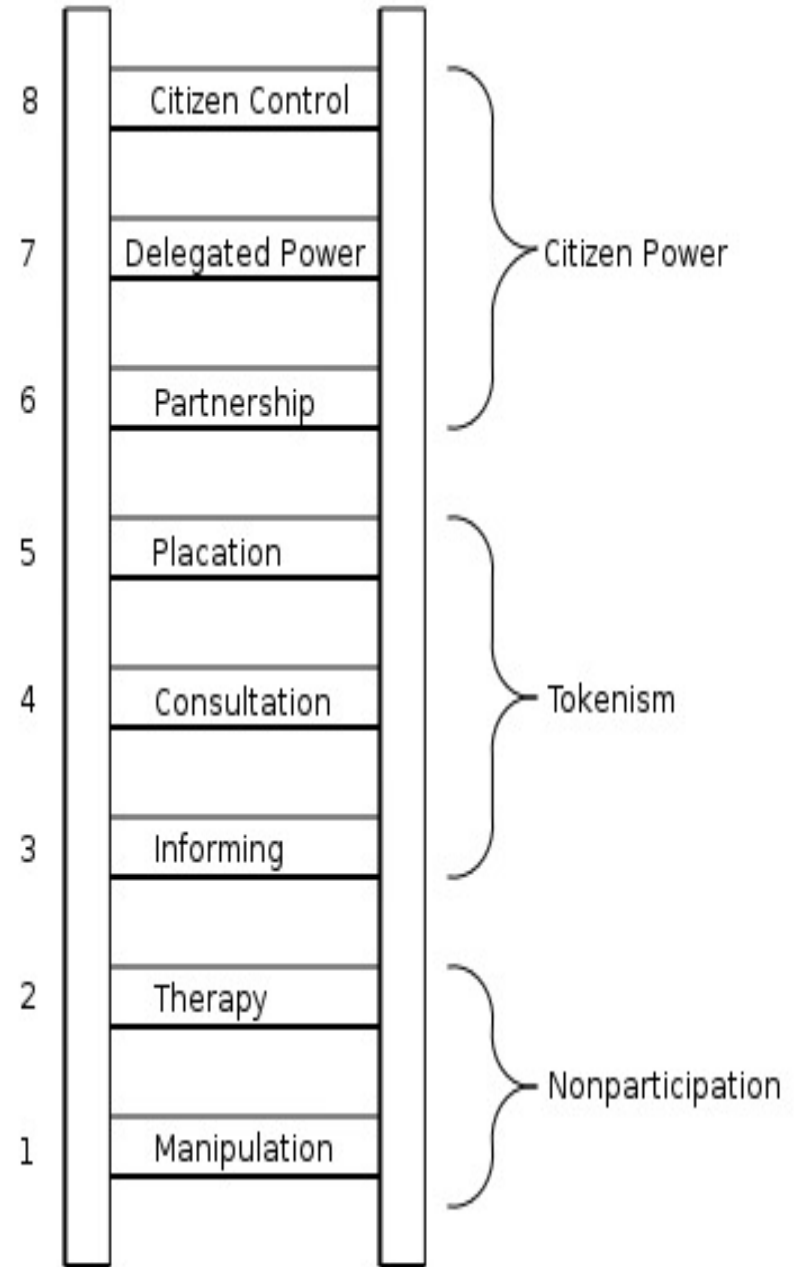 8 Citizen Control
7 Delegated Power
Citizen Power
6 Partnership
5 Placation
4 Consultation
Tokenism
3 Informing
2 Therapy
Nonparticipation
1 Manipulation